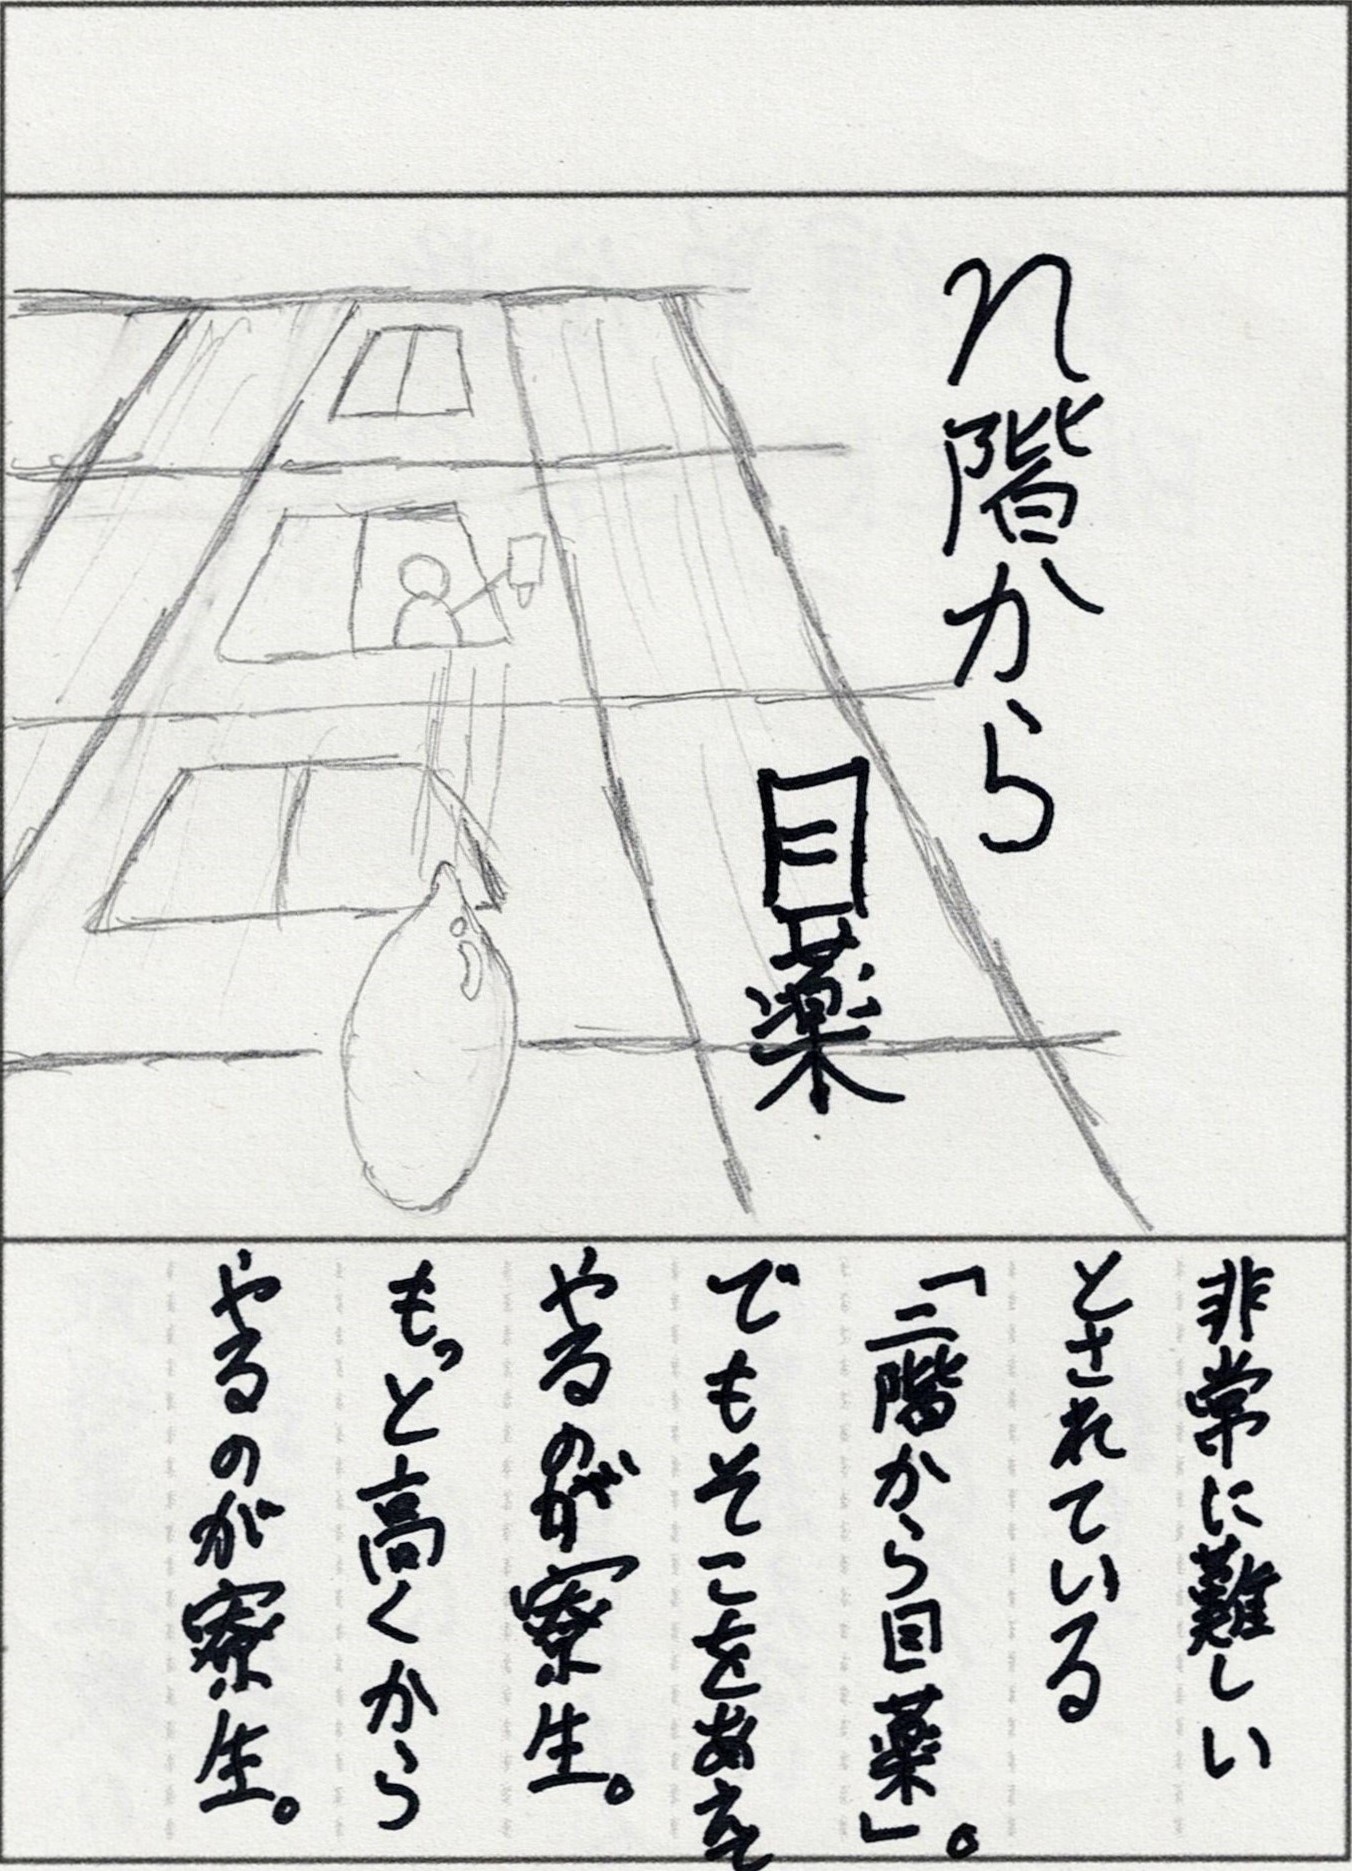 n階から
目薬
非常に難しい
とされている
「二階から目薬」。
でもそこをあえて
やるのが寮生。
もっと高くから
やるのが寮生。